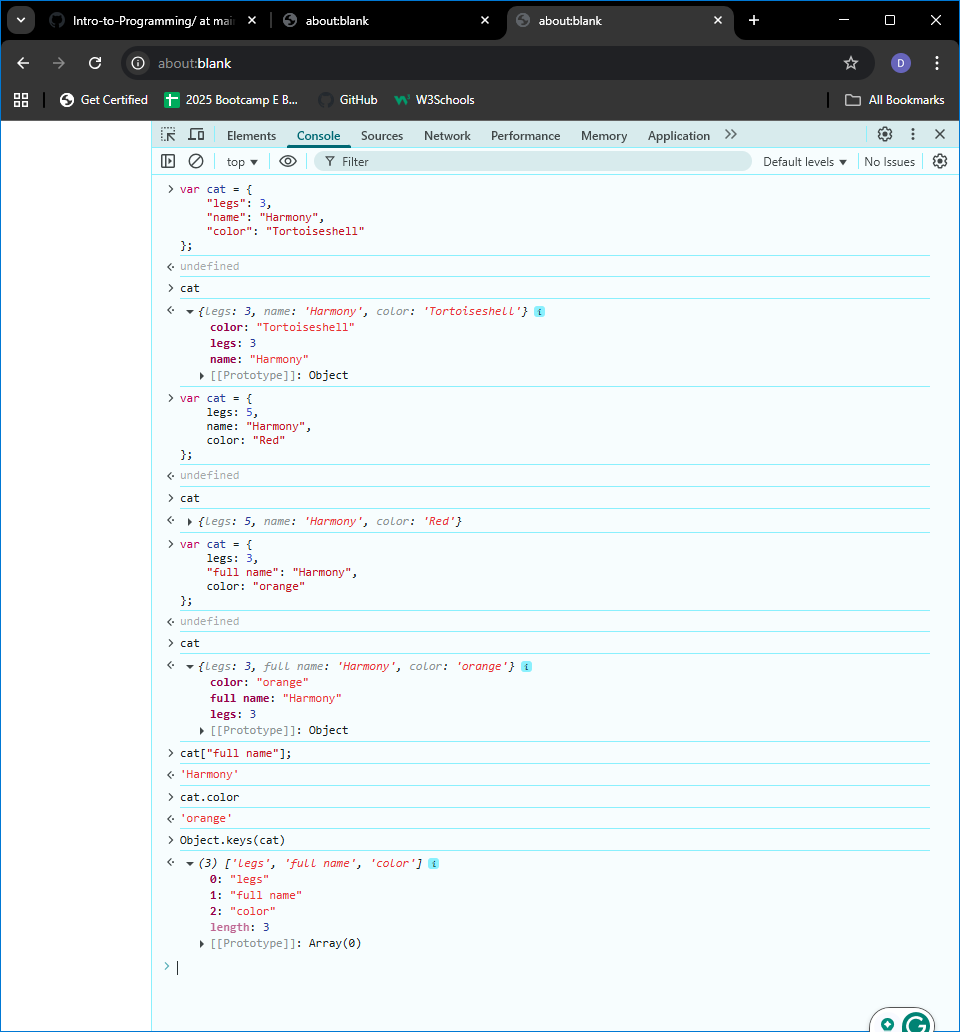 Intro-to-Programming/ at mai
about:blank
about:blank
about:blank
D
Get Certified
2025 Bootcamp E B...
GitHub
W3Schools
All Bookmarks
Elements
Console
Sources
Network
Performance
Memory
Application
top
Filter
Default levels
No Issues
var cat = {
"legs": 3,
"name": "Harmony",
"color": "Tortoiseshell"
};
undefined
cat
{legs: 3, name: 'Harmony', color: 'Tortoiseshell'}
color: "Tortoiseshell"
legs: 3
name: "Harmony"
[[Prototype]]: Object
var cat = {
legs: 5,
name: "Harmony",
color: "Red"
};
undefined
cat
{legs: 5, name: 'Harmony', color: 'Red'}
var cat = {
legs: 3,
"full name": "Harmony",
color: "orange"
};
undefined
cat
{legs: 3, full name: 'Harmony', color: 'orange'}
color: "orange"
full name: "Harmony"
legs: 3
[[Prototype]]: Object
cat["full name"];
'Harmony'
cat.color
'orange'
Object.keys(cat)
(3) ['legs', 'full name', 'color']
0: "legs"
1: "full name"
2: "color"
length: 3
[[Prototype]]: Array(0)